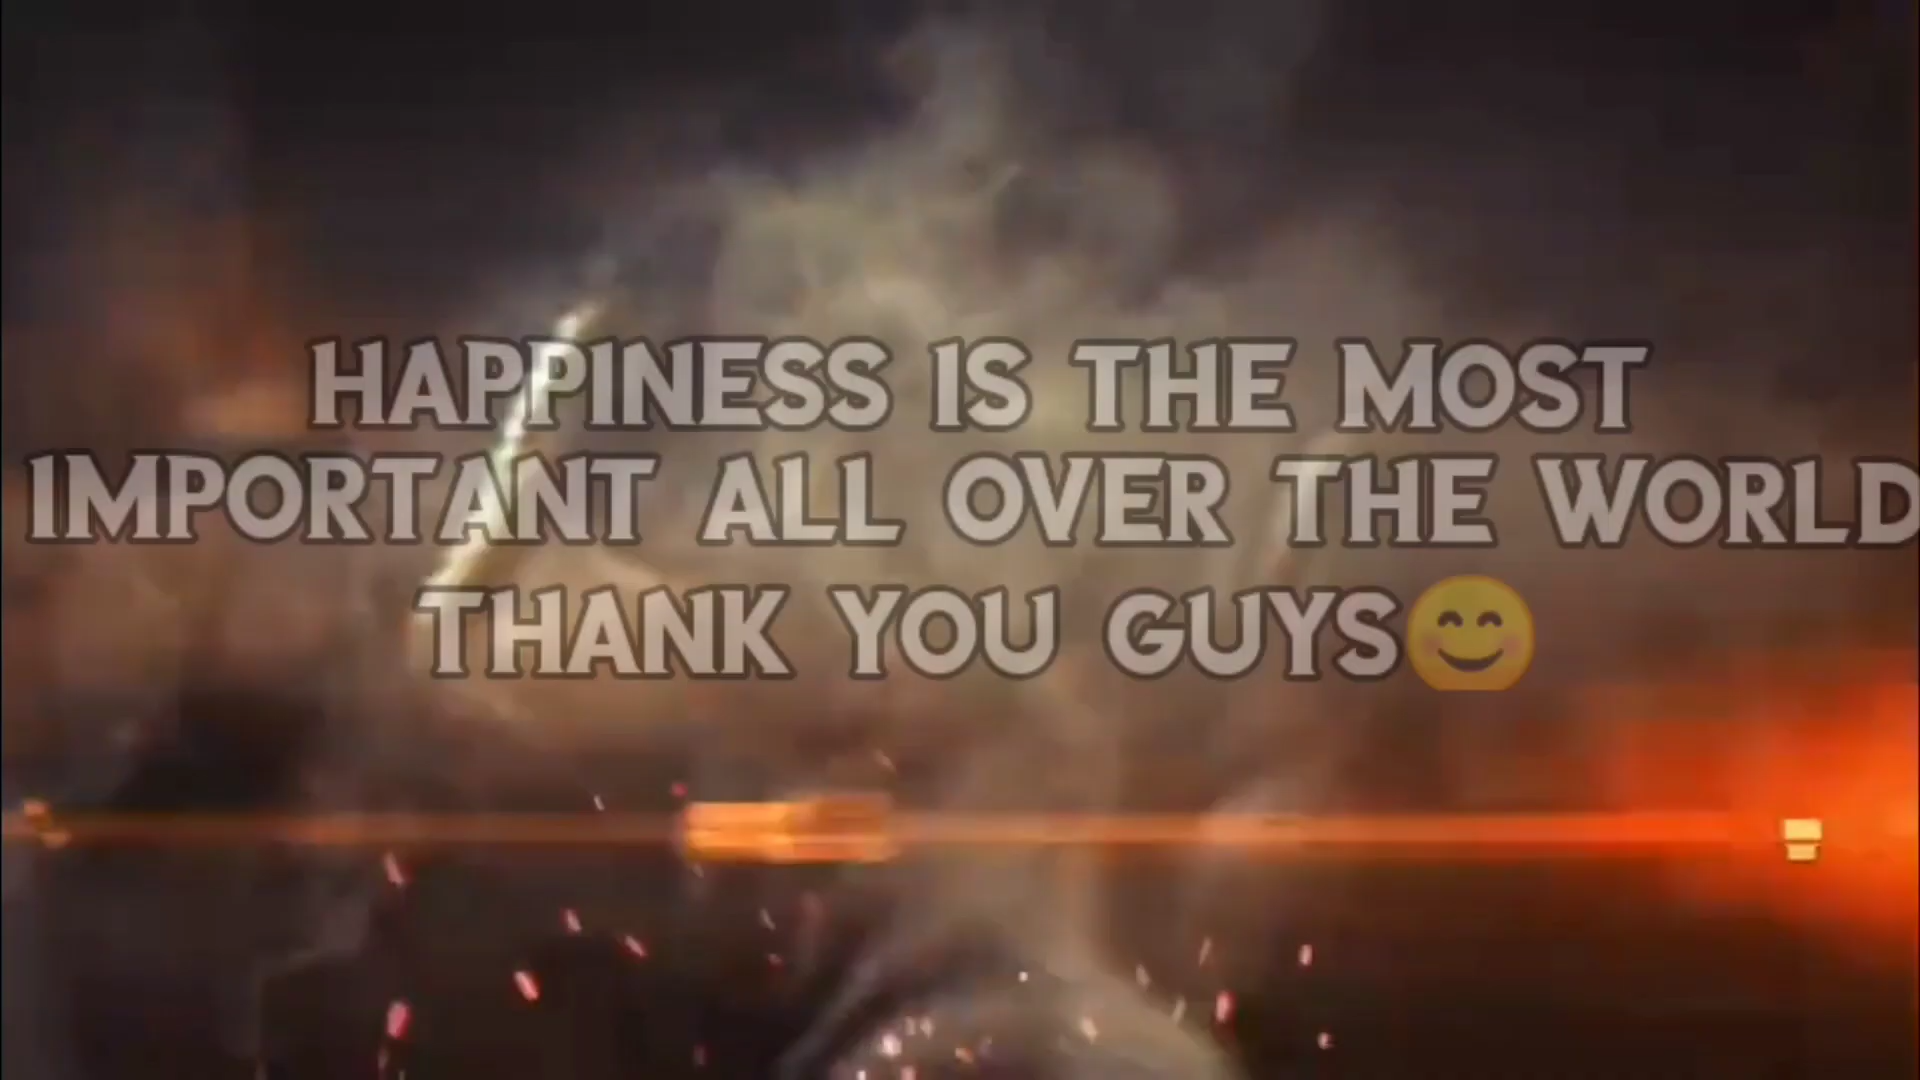 HAPPINESS IS THE MOST
IMPORTANT ALL OVER THE WORLD
THANK YOU GUYS😊